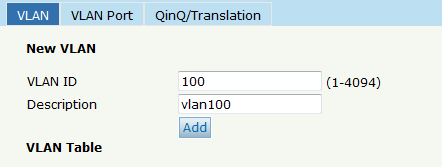 VLAN VLAN Port QinQ/Translation
New VLAN
VLAN ID 100 (1-4094)
Description vlan100
Add
VLAN Table